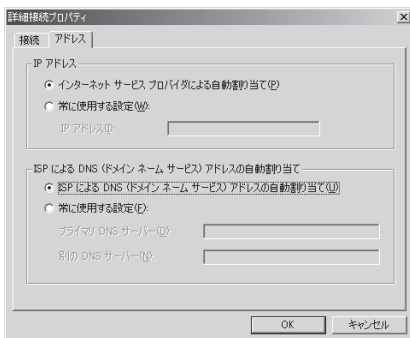 詳細接続プロパティ
接続 アドレス
IP アドレス
インターネット サービス プロバイダによる自動割り当て(P)
常に使用する設定(W):
IP アドレス(I):
ISP による DNS (ドメイン ネーム サービス) アドレスの自動割り当て
ISP による DNS (ドメイン ネーム サービス) アドレスの自動割り当て(U)
常に使用する設定(F):
プライマリ DNS サーバー(D):
別の DNS サーバー(N):
OK キャンセル